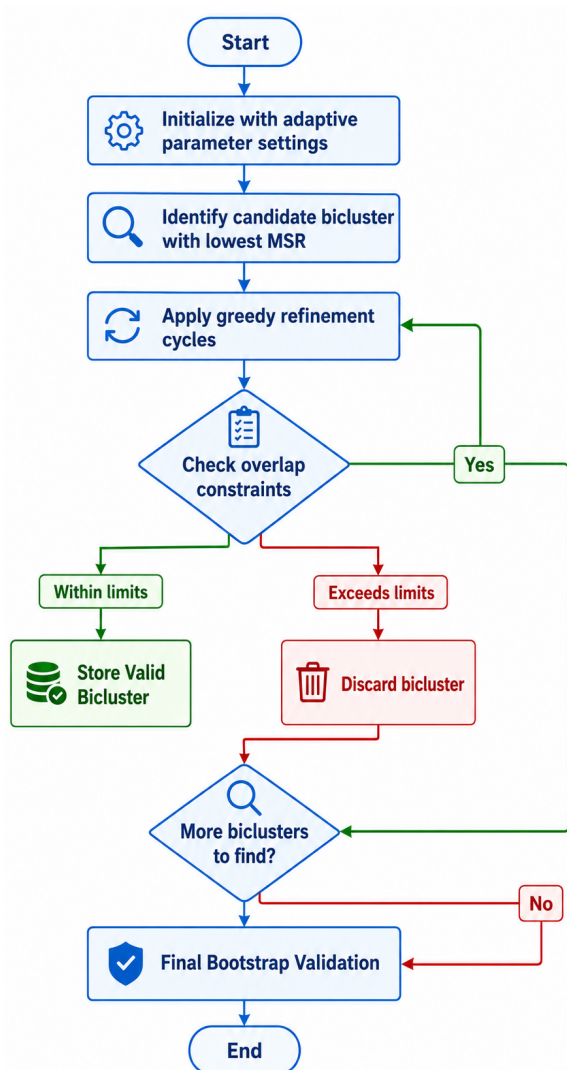 Start
Initialize with adaptive
parameter settings
Identify candidate bicluster
with lowest MSR
Apply greedy refinement
cycles
Check overlap
constraints
Yes
Within limits
Exceeds limits
Store Valid
Bicluster
Discard bicluster
More biclusters
to find?
No
Final Bootstrap Validation
End